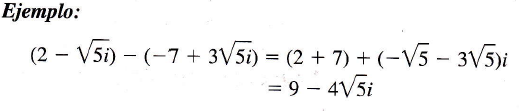 Ejemplo:
(2 − √5i) − (−7 + 3√5i) = (2 + 7) + (−√5 − 3√5)i
= 9 − 4√5i